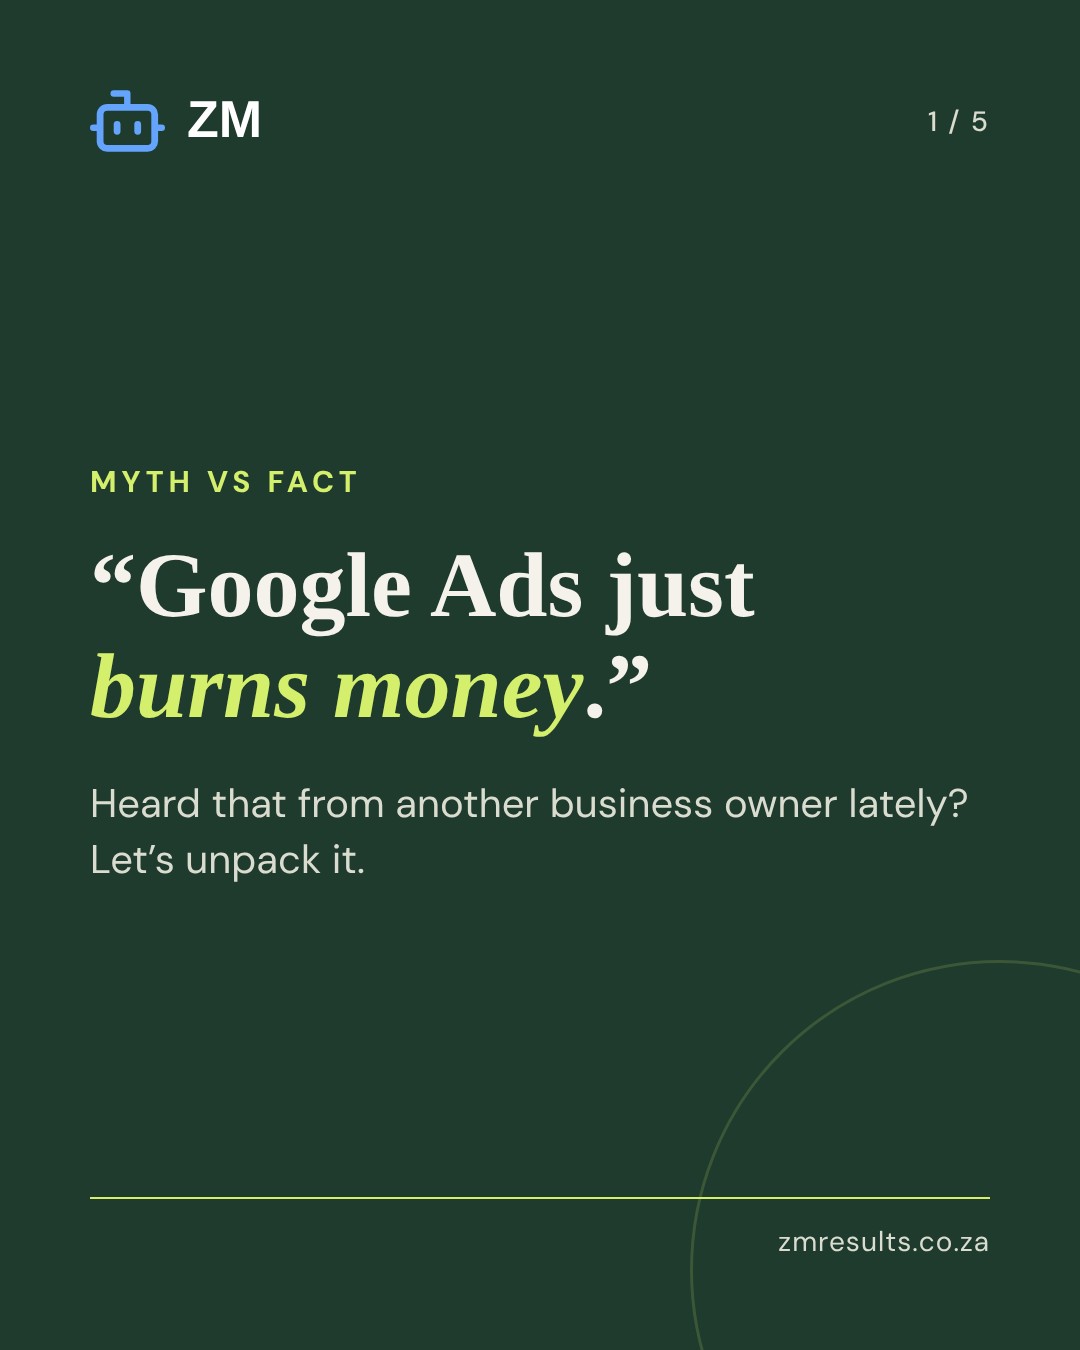 ZM
1 / 5
MYTH VS FACT
“Google Ads just
burns money.”
Heard that from another business owner lately?
Let’s unpack it.
zmresults.co.za